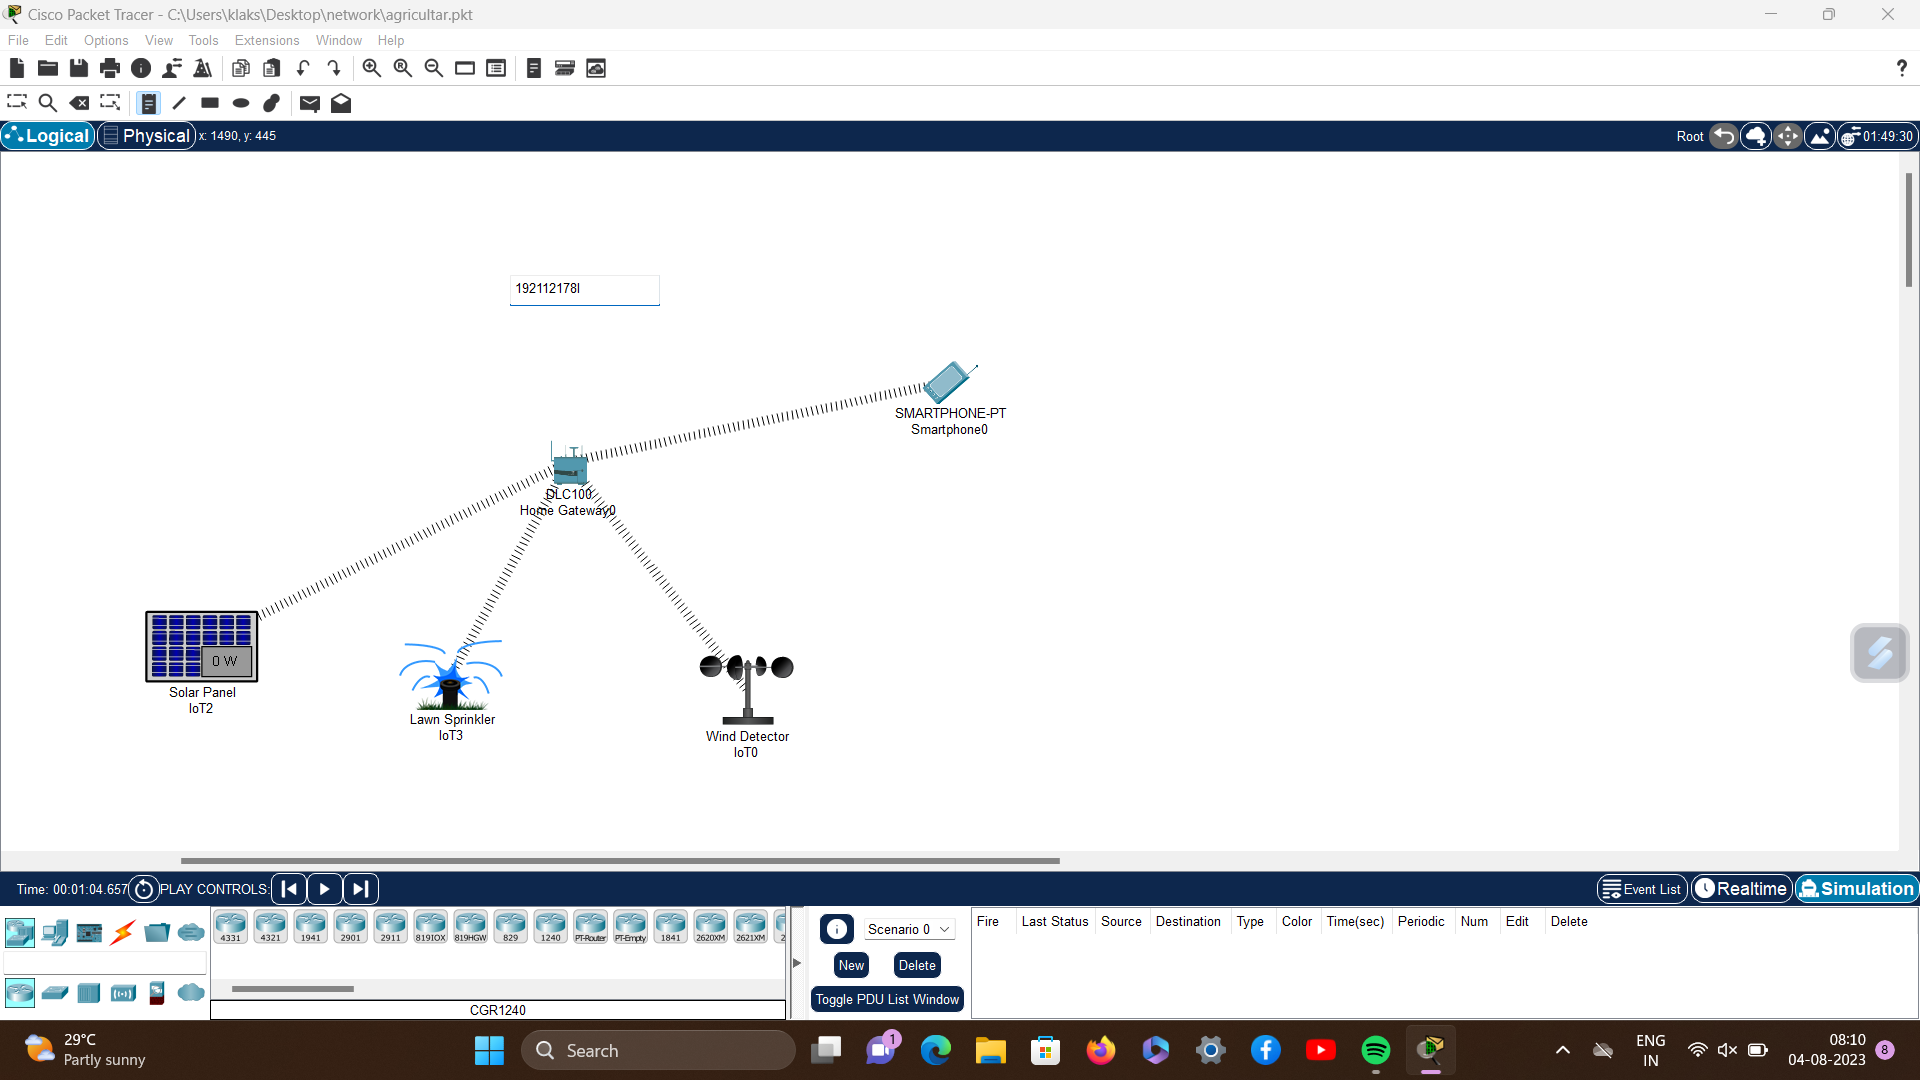 Cisco Packet Tracer - C:\Users\klaks\Desktop\network\agricultar.pkt
File Edit Options View Tools Extensions Window Help
Logical Physical x: 1490, y: 445 Root 01:49:30
192112178
SMARTPHONE-PT
Smartphone0
DLC100
Home Gateway0
0 W
Solar Panel
IoT2
Lawn Sprinkler
IoT3
Wind Detector
IoT0
Time: 00:01:04.657 PLAY CONTROLS: Event List Realtime Simulation
4331 4321 1941 2901 2911 819IOX 819HGW 829 1240 PT-Router PT-Empty 1841 2620XM 2621XM 2
CGR1240
Scenario 0
New Delete
Toggle PDU List Window
Fire Last Status Source Destination Type Color Time(sec) Periodic Num Edit Delete
29°C
Partly sunny
Search
1
ENG
IN
08:10
04-08-2023
8